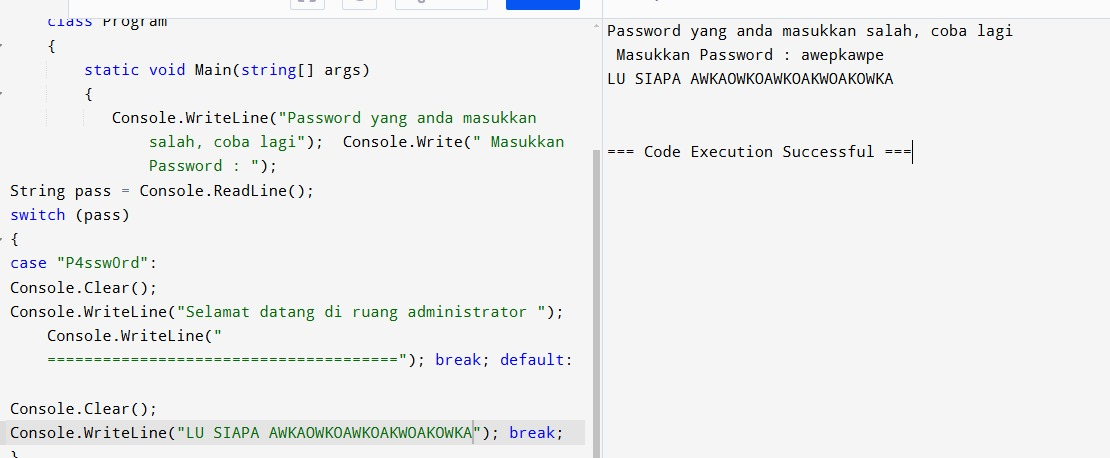 class Program
{
static void Main(string[] args)
{
Console.WriteLine("Password yang anda masukkan
salah, coba lagi");  Console.Write(" Masukkan
Password : ");
String pass = Console.ReadLine();
switch (pass)
{
case "P4ssw0rd":
Console.Clear();
Console.WriteLine("Selamat datang di ruang administrator ");
Console.WriteLine("
======================================"); break; default:
Console.Clear();
Console.WriteLine("LU SIAPA AWKAOWKOAWKOAKWOAKOWKA"); break;
}
Password yang anda masukkan salah, coba lagi
Masukkan Password : awepkawpe
LU SIAPA AWKAOWKOAWKOAKWOAKOWKA
=== Code Execution Successful ===